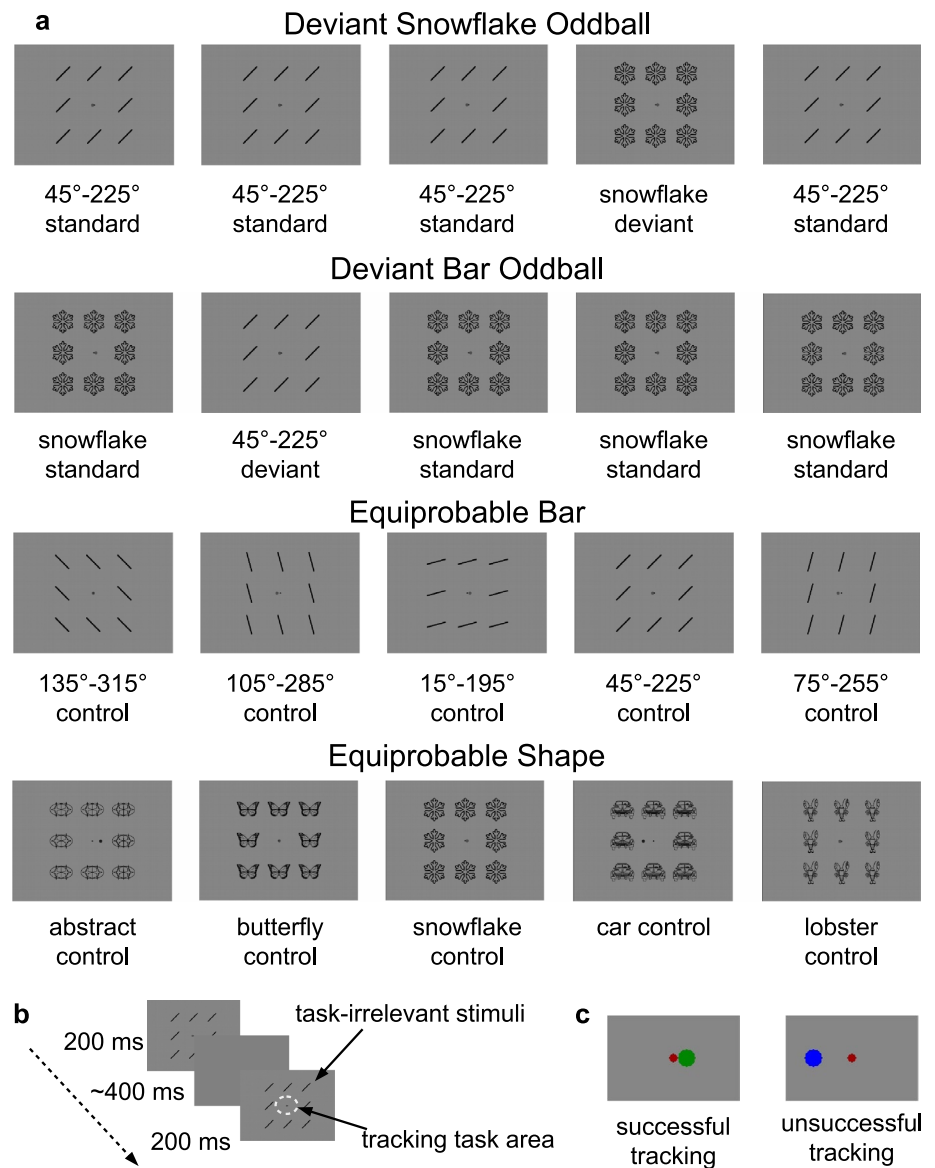 a
Deviant Snowflake Oddball
45°-225° 45°-225° 45°-225° snowflake 45°-225°
standard standard standard deviant standard
Deviant Bar Oddball
snowflake 45°-225° snowflake snowflake snowflake
standard deviant standard standard standard
Equiprobable Bar
135°-315° 105°-285° 15°-195° 45°-225° 75°-255°
control control control control control
Equiprobable Shape
abstract butterfly snowflake car control lobster
control control control control
b
task-irrelevant stimuli
200 ms
~400 ms
200 ms
tracking task area
c
successful unsuccessful
tracking tracking